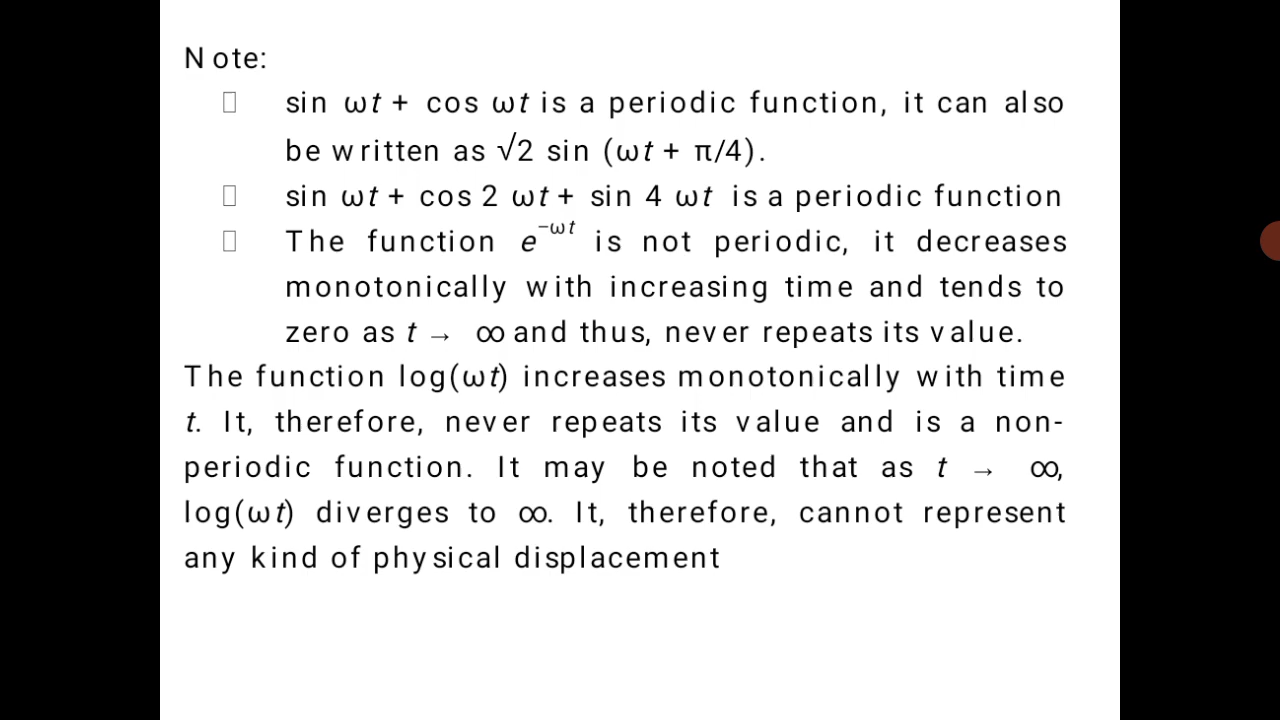 Note:
▯ sin ωt + cos ωt is a periodic function, it can also
be written as √2 sin (ωt + π/4).
▯ sin ωt + cos 2 ωt + sin 4 ωt is a periodic function
▯ The function e^−ωt is not periodic, it decreases
monotonically with increasing time and tends to
zero as t → ∞ and thus, never repeats its value.
The function log(ωt) increases monotonically with time
t. It, therefore, never repeats its value and is a non-
periodic function. It may be noted that as t → ∞,
log(ωt) diverges to ∞. It, therefore, cannot represent
any kind of physical displacement